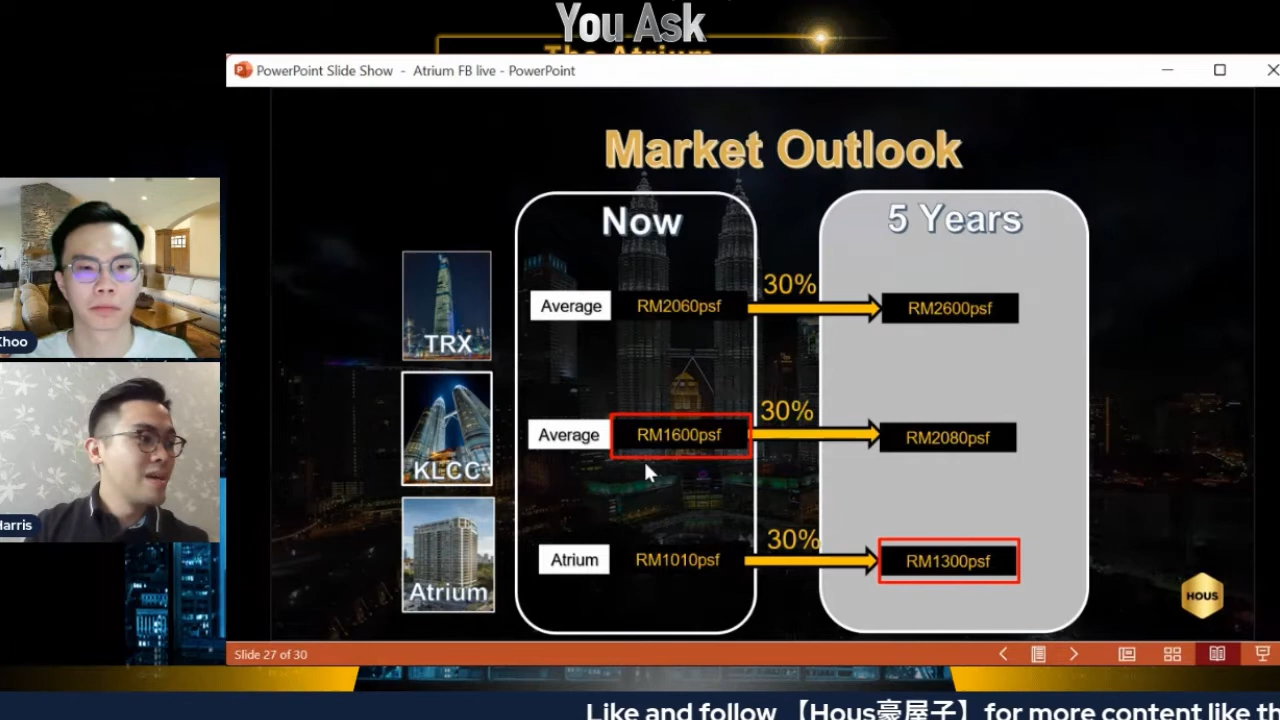 You Ask
The Atrium
PowerPoint Slide Show - Atrium FB live - PowerPoint
Market Outlook
Now
5 Years
TRX
Average
RM2060psf
30%
RM2600psf
KLCC
Average
RM1600psf
30%
RM2080psf
Atrium
Atrium
RM1010psf
30%
RM1300psf
Khoo
Harris
HOUS
Slide 27 of 30
Like and follow 【Hous豪屋子】for more content like th